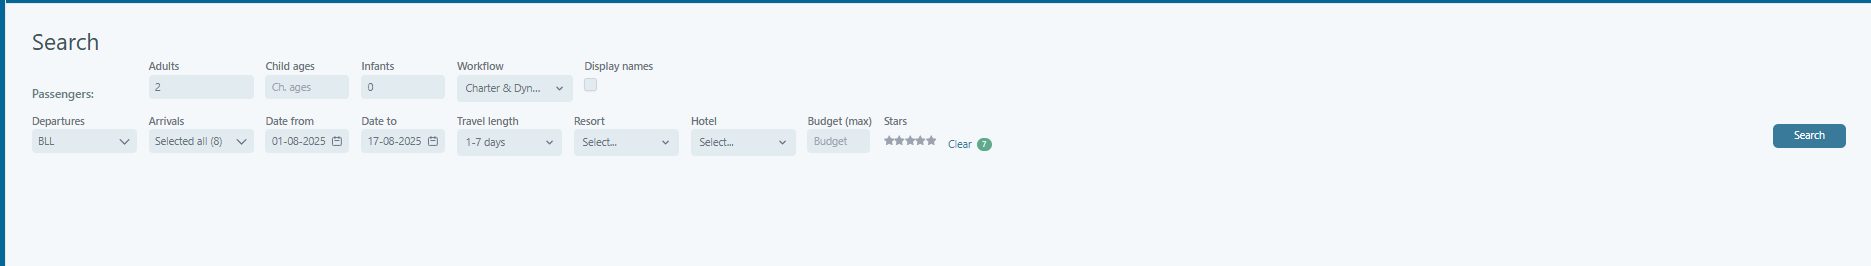 Search
Adults Child ages Infants Workflow Display names
Passengers: 2 Ch. ages 0 Charter & Dyn...
Departures Arrivals Date from Date to Travel length Resort Hotel Budget (max) Stars
BLL Selected all (8) 01-08-2025 17-08-2025 1-7 days Select... Select... Budget Clear 7 Search